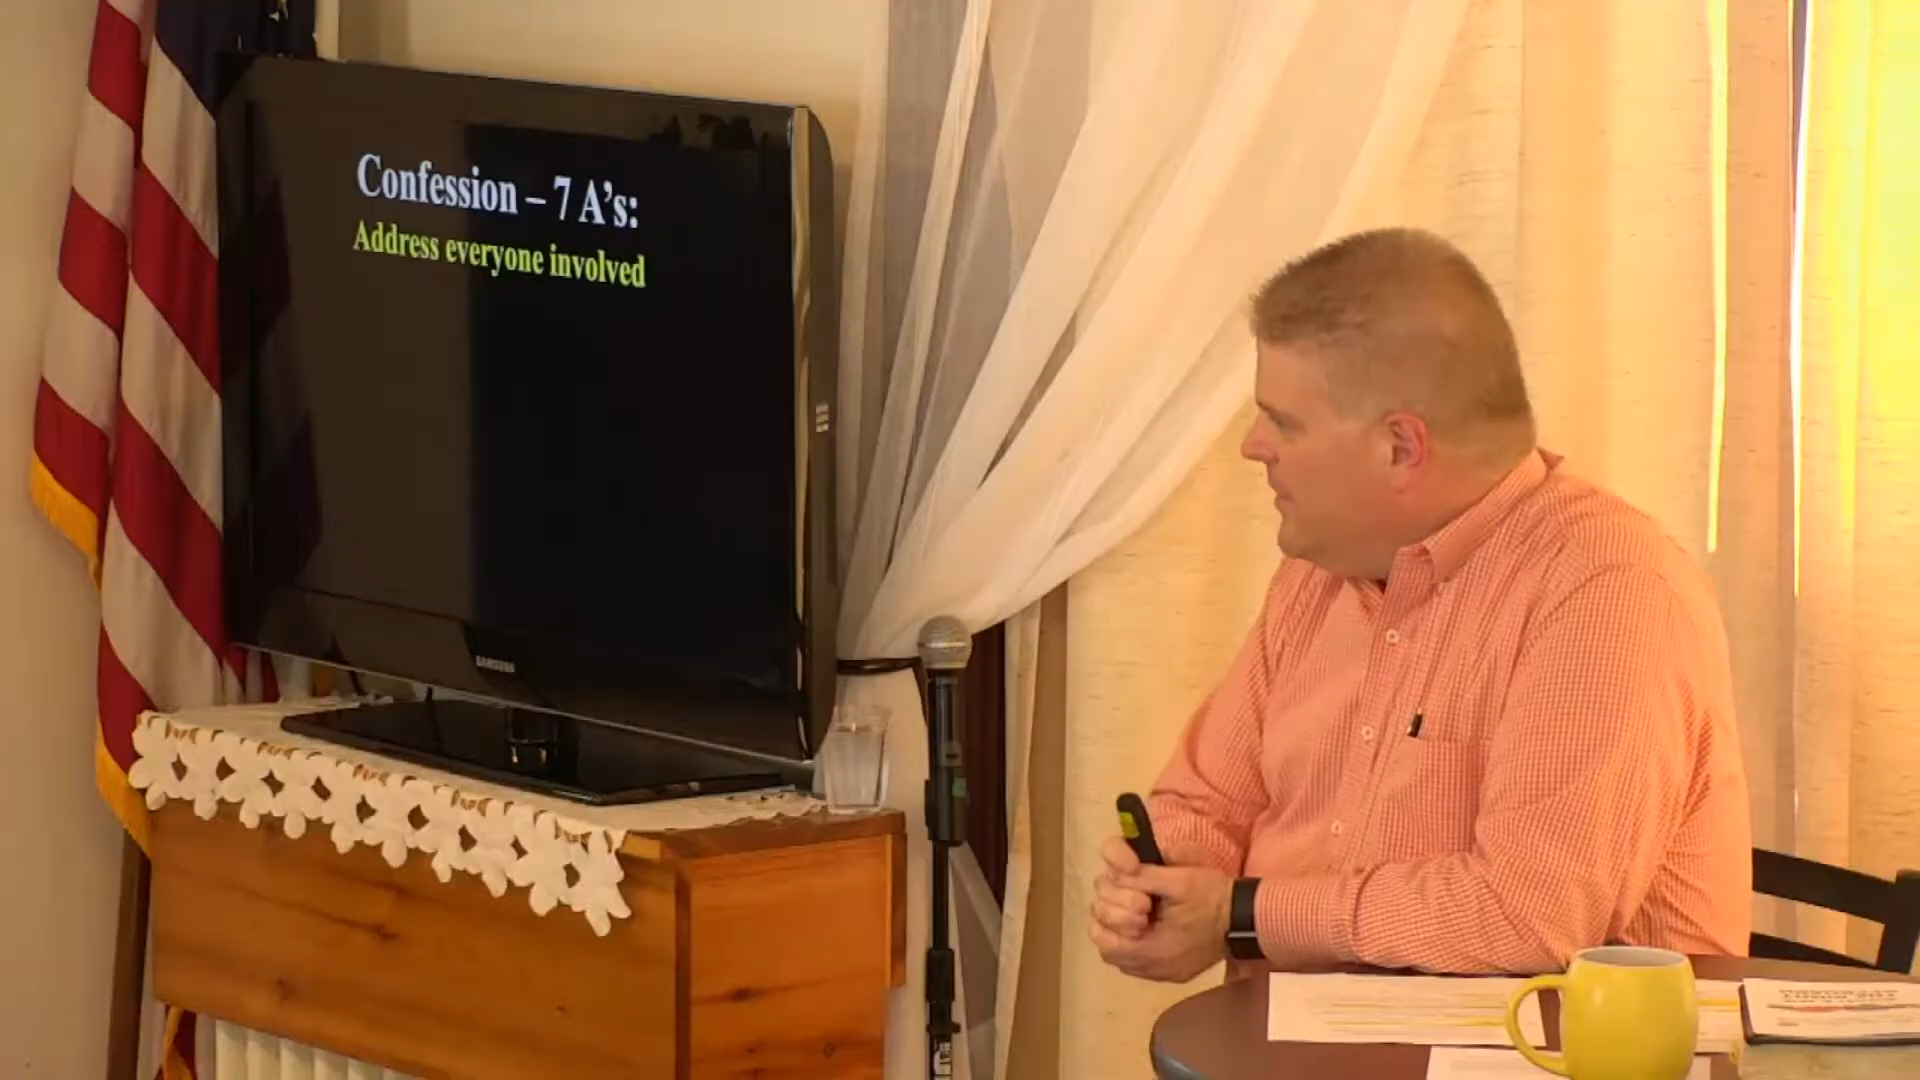 Confession – 7 A's:
Address everyone involved
SAMSUNG